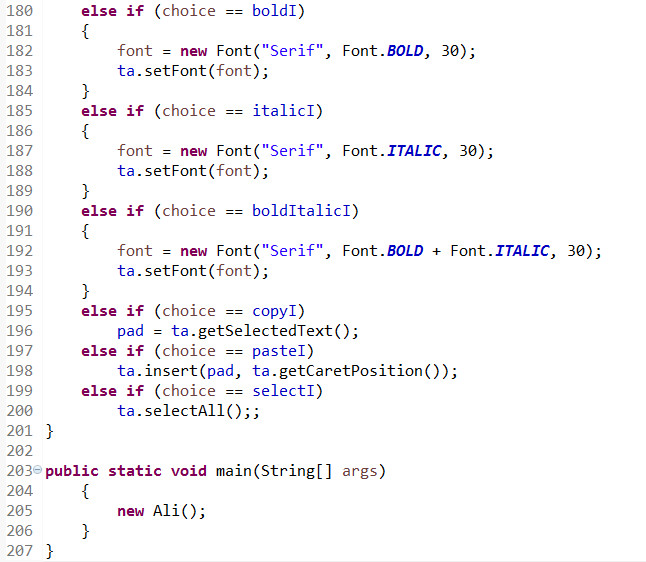 180     else if (choice == boldI)
181     {
182         font = new Font("Serif", Font.BOLD, 30);
183         ta.setFont(font);
184     }
185     else if (choice == italicI)
186     {
187         font = new Font("Serif", Font.ITALIC, 30);
188         ta.setFont(font);
189     }
190     else if (choice == boldItalicI)
191     {
192         font = new Font("Serif", Font.BOLD + Font.ITALIC, 30);
193         ta.setFont(font);
194     }
195     else if (choice == copyI)
196         pad = ta.getSelectedText();
197     else if (choice == pasteI)
198         ta.insert(pad, ta.getCaretPosition());
199     else if (choice == selectI)
200         ta.selectAll();;
201 }
202
203 public static void main(String[] args)
204     {
205         new Ali();
206     }
207 }